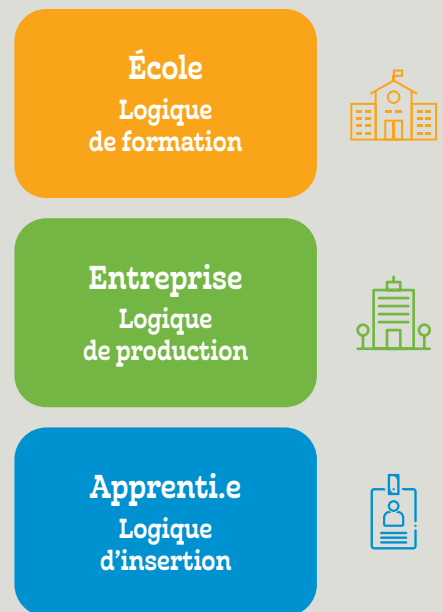 École
Logique
de formation
Entreprise
Logique
de production
Apprenti.e
Logique
d'insertion